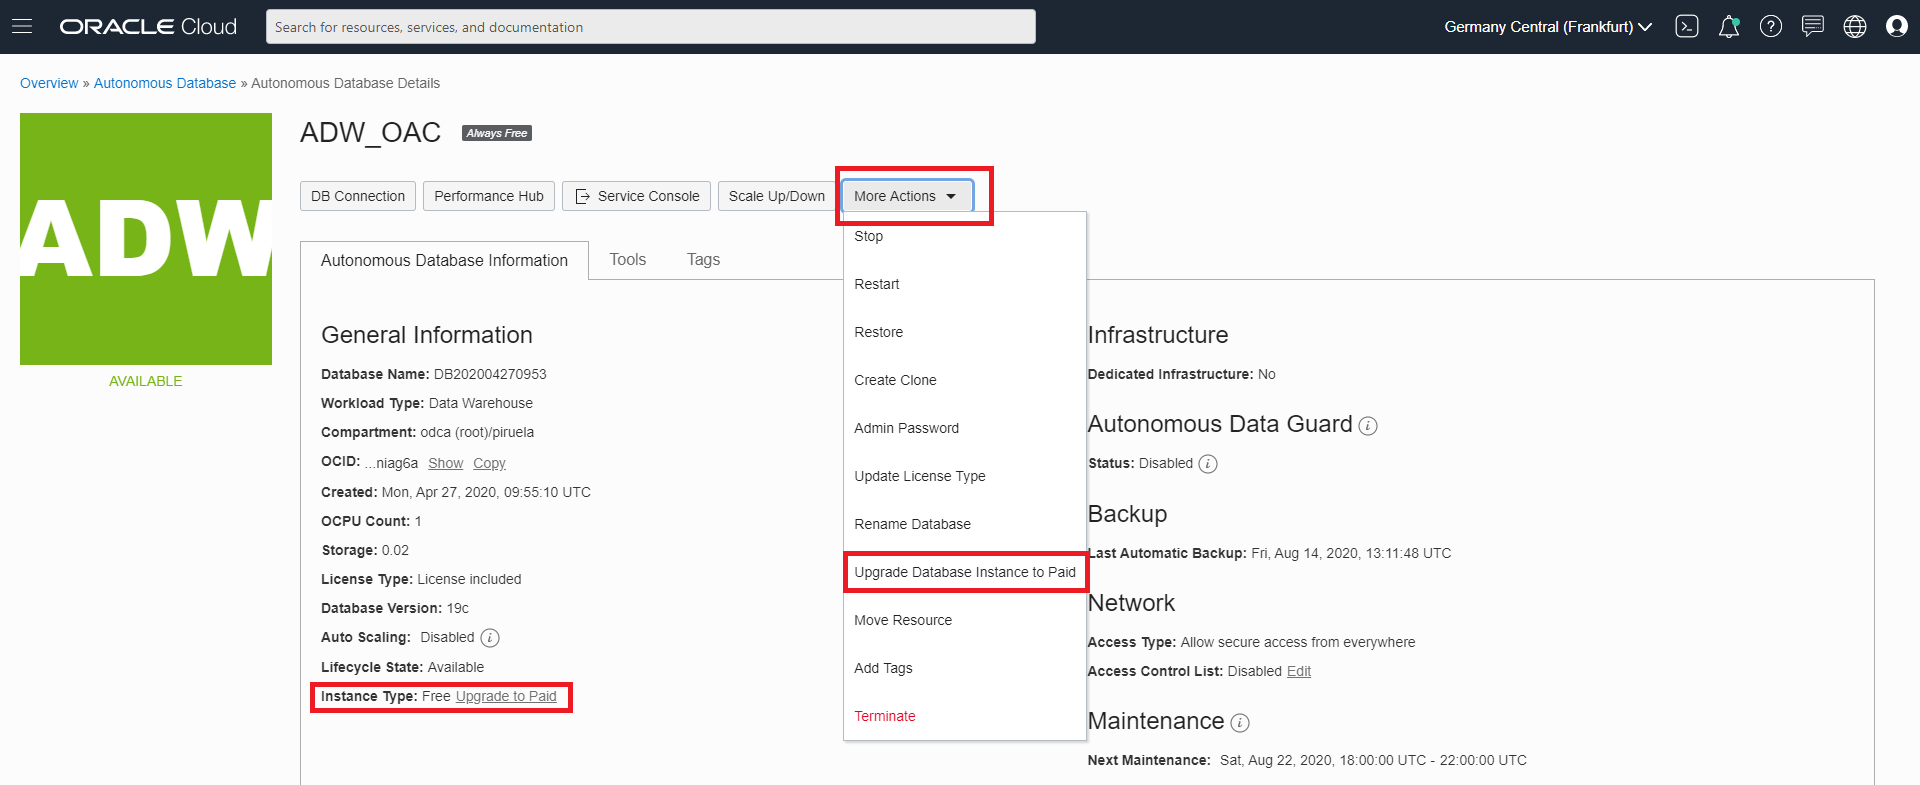 ORACLE Cloud
Search for resources, services, and documentation
Germany Central (Frankfurt)
Overview » Autonomous Database » Autonomous Database Details
ADW
AVAILABLE
ADW_OAC Always Free
DB Connection Performance Hub Service Console Scale Up/Down More Actions
Stop
Restart
Restore
Create Clone
Admin Password
Update License Type
Rename Database
Upgrade Database Instance to Paid
Move Resource
Add Tags
Terminate
Autonomous Database Information Tools Tags
General Information
Database Name: DB202004270953
Workload Type: Data Warehouse
Compartment: odca (root)/piruela
OCID: ...niag6a Show Copy
Created: Mon, Apr 27, 2020, 09:55:10 UTC
OCPU Count: 1
Storage: 0.02
License Type: License included
Database Version: 19c
Auto Scaling: Disabled
Lifecycle State: Available
Instance Type: Free Upgrade to Paid
Infrastructure
Dedicated Infrastructure: No
Autonomous Data Guard
Status: Disabled
Backup
Last Automatic Backup: Fri, Aug 14, 2020, 13:11:48 UTC
Network
Access Type: Allow secure access from everywhere
Access Control List: Disabled Edit
Maintenance
Next Maintenance: Sat, Aug 22, 2020, 18:00:00 UTC - 22:00:00 UTC